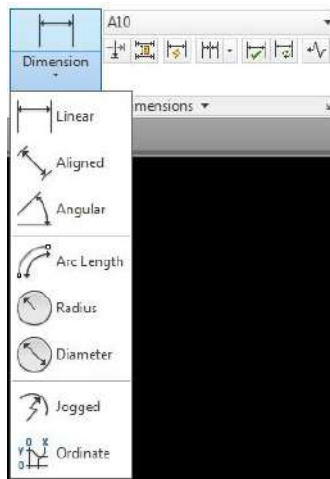 A10
Dimension
mensions
Linear
Aligned
Angular
Arc Length
Radius
Diameter
Jogged
Ordinate